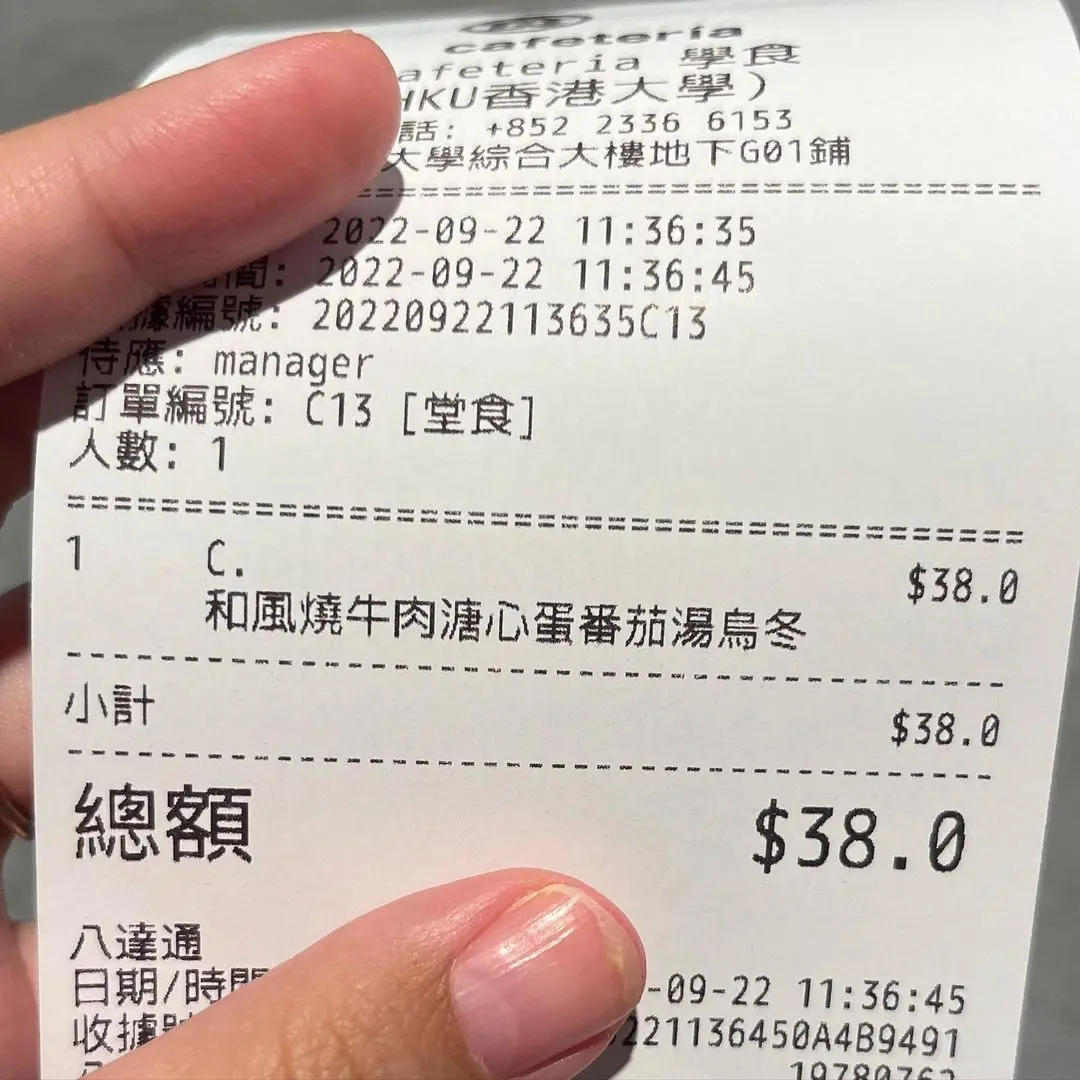 cafeteria
afeteria 學食
HKU香港大學)
話: +852 2336 6153
大學綜合大樓地下G01鋪
2022-09-22 11:36:35
間: 2022-09-22 11:36:45
據編號: 20220922113635C13
侍應: manager
訂單編號: C13 [堂食]
人數: 1
1 C. $38.0
和風燒牛肉溏心蛋番茄湯烏冬
小計 $38.0
總額 $38.0
八達通
日期/時間 -09-22 11:36:45
收據 221136450A4B9491
19780762